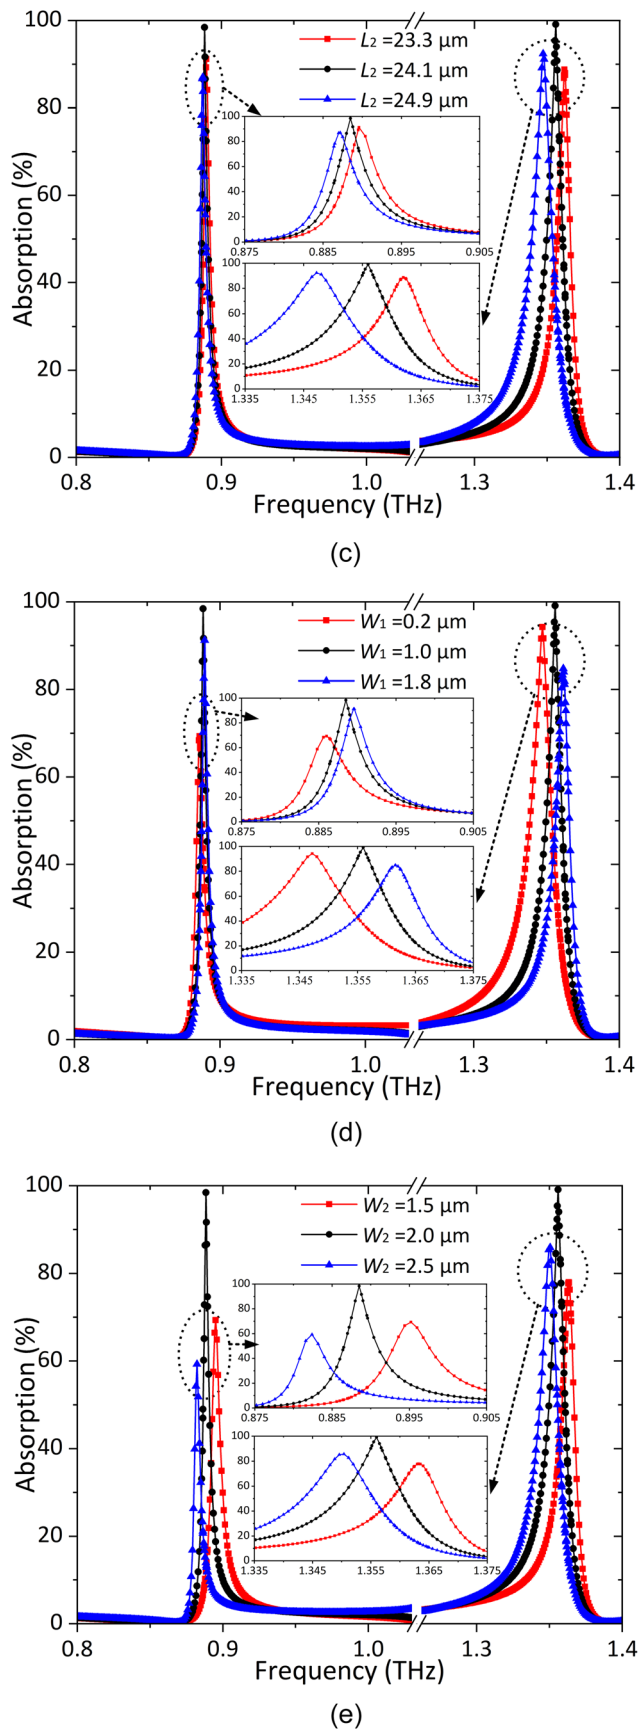 L2 =23.3 μm
L2 =24.1 μm
L2 =24.9 μm
100
80
60
40
20
0
Absorption (%)
100
80
60
40
20
0
0.875 0.885 0.895 0.905
100
80
60
40
20
0
1.335 1.345 1.355 1.365 1.375
0.8 0.9 1.0 1.3 1.4
Frequency (THz)
(c)
W1 =0.2 μm
W1 =1.0 μm
W1 =1.8 μm
100
80
60
40
20
0
Absorption (%)
100
80
60
40
20
0
0.875 0.885 0.895 0.905
100
80
60
40
20
0
1.335 1.345 1.355 1.365 1.375
0.8 0.9 1.0 1.3 1.4
Frequency (THz)
(d)
W2 =1.5 μm
W2 =2.0 μm
W2 =2.5 μm
100
80
60
40
20
0
Absorption (%)
100
80
60
40
20
0
0.875 0.885 0.895 0.905
100
80
60
40
20
0
1.335 1.345 1.355 1.365 1.375
0.8 0.9 1.0 1.3 1.4
Frequency (THz)
(e)